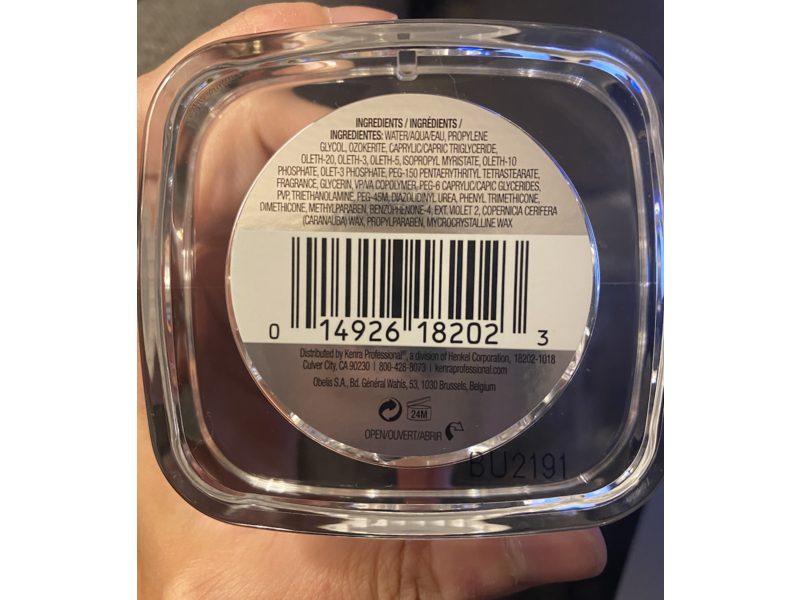 INGREDIENTS / INGRÉDIENTS /
INGREDIENTES: WATER/AQUA/EAU, PROPYLENE
GLYCOL, OZOKERITE, CAPRYLIC/CAPRIC TRIGLYCERIDE,
OLETH-20, OLETH-3, OLETH-5, ISOPROPYL MYRISTATE, OLETH-10
PHOSPHATE, OLET-3 PHOSPHATE, PEG-150 PENTAERYTHRITYL TETRASTEARATE,
FRAGRANCE, GLYCERIN, VP/VA COPOLYMER, PEG-6 CAPRYLIC/CAPIC GLYCERIDES,
PVP, TRIETHANOLAMINE, PEG-45M, DIAZOLIDINYL UREA, PHENYL TRIMETHICONE,
DIMETHICONE, METHYLPARABEN, BENZOPHENONE-4, EXT. VIOLET 2, COPERNICIA CERIFERA
(CARANAUBA) WAX, PROPYLPARABEN, MYCROCRYSTALLINE WAX
0 14926 18202 3
Distributed by Kenra Professional®, a division of Henkel Corporation, 18202-1018
Culver City, CA 90230 | 800-428-8073 | kenraprofessional.com
Obelis S.A., Bd. Général Wahis, 53, 1030 Brussels, Belgium
24M
OPEN/OUVERT/ABRIR
BU2191